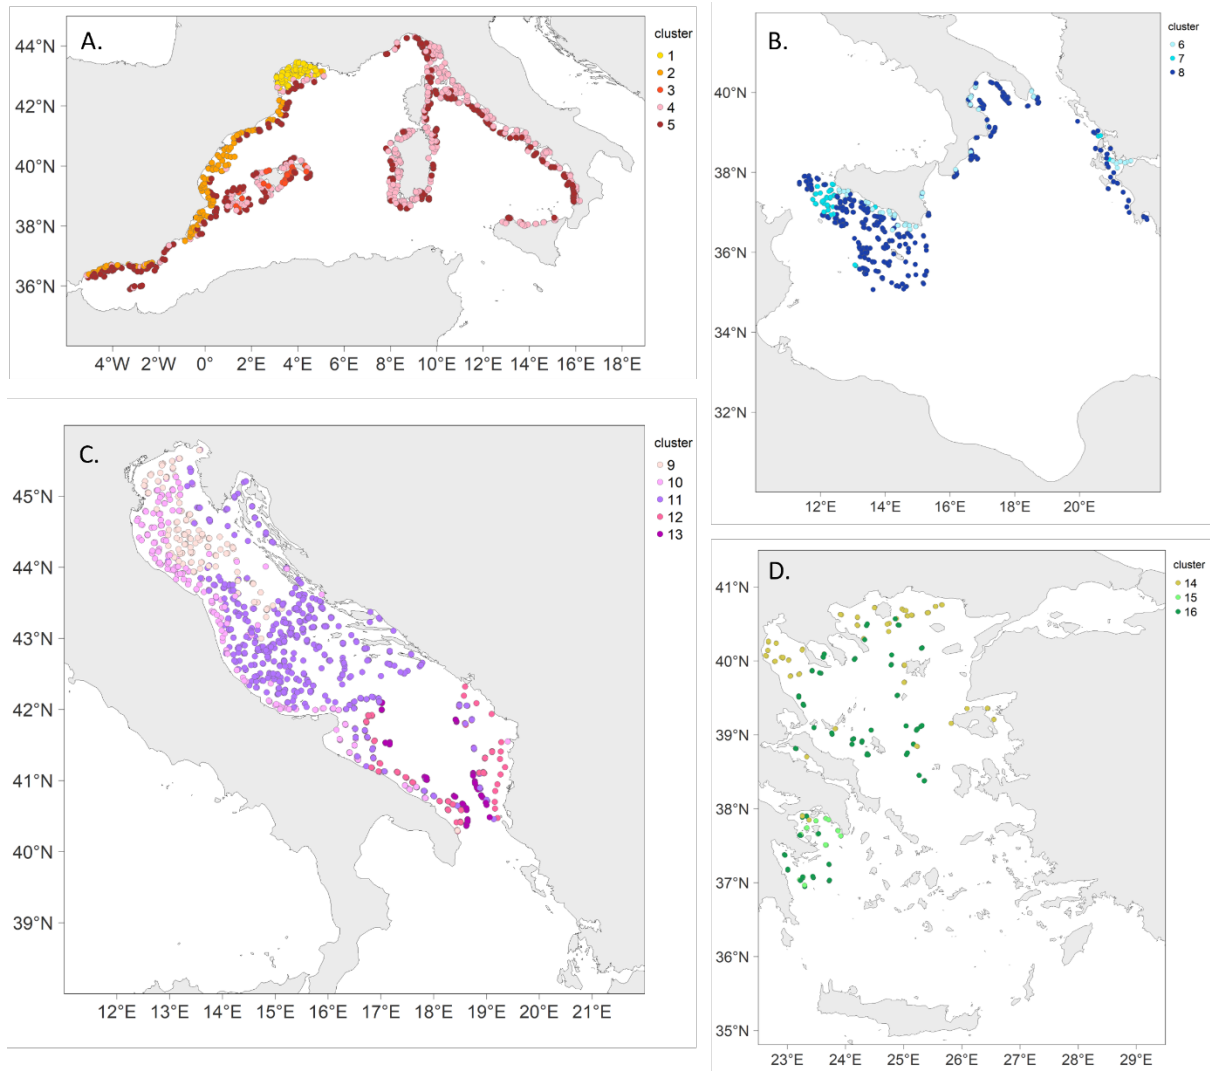 A.
cluster
1
2
3
4
5
44°N
42°N
40°N
38°N
36°N
4°W 2°W 0° 2°E 4°E 6°E 8°E 10°E 12°E 14°E 16°E 18°E
B.
cluster
6
7
8
40°N
38°N
36°N
34°N
32°N
12°E 14°E 16°E 18°E 20°E
C.
cluster
9
10
11
12
13
45°N
44°N
43°N
42°N
41°N
40°N
39°N
12°E 13°E 14°E 15°E 16°E 17°E 18°E 19°E 20°E 21°E
D.
cluster
14
15
16
41°N
40°N
39°N
38°N
37°N
36°N
35°N
23°E 24°E 25°E 26°E 27°E 28°E 29°E